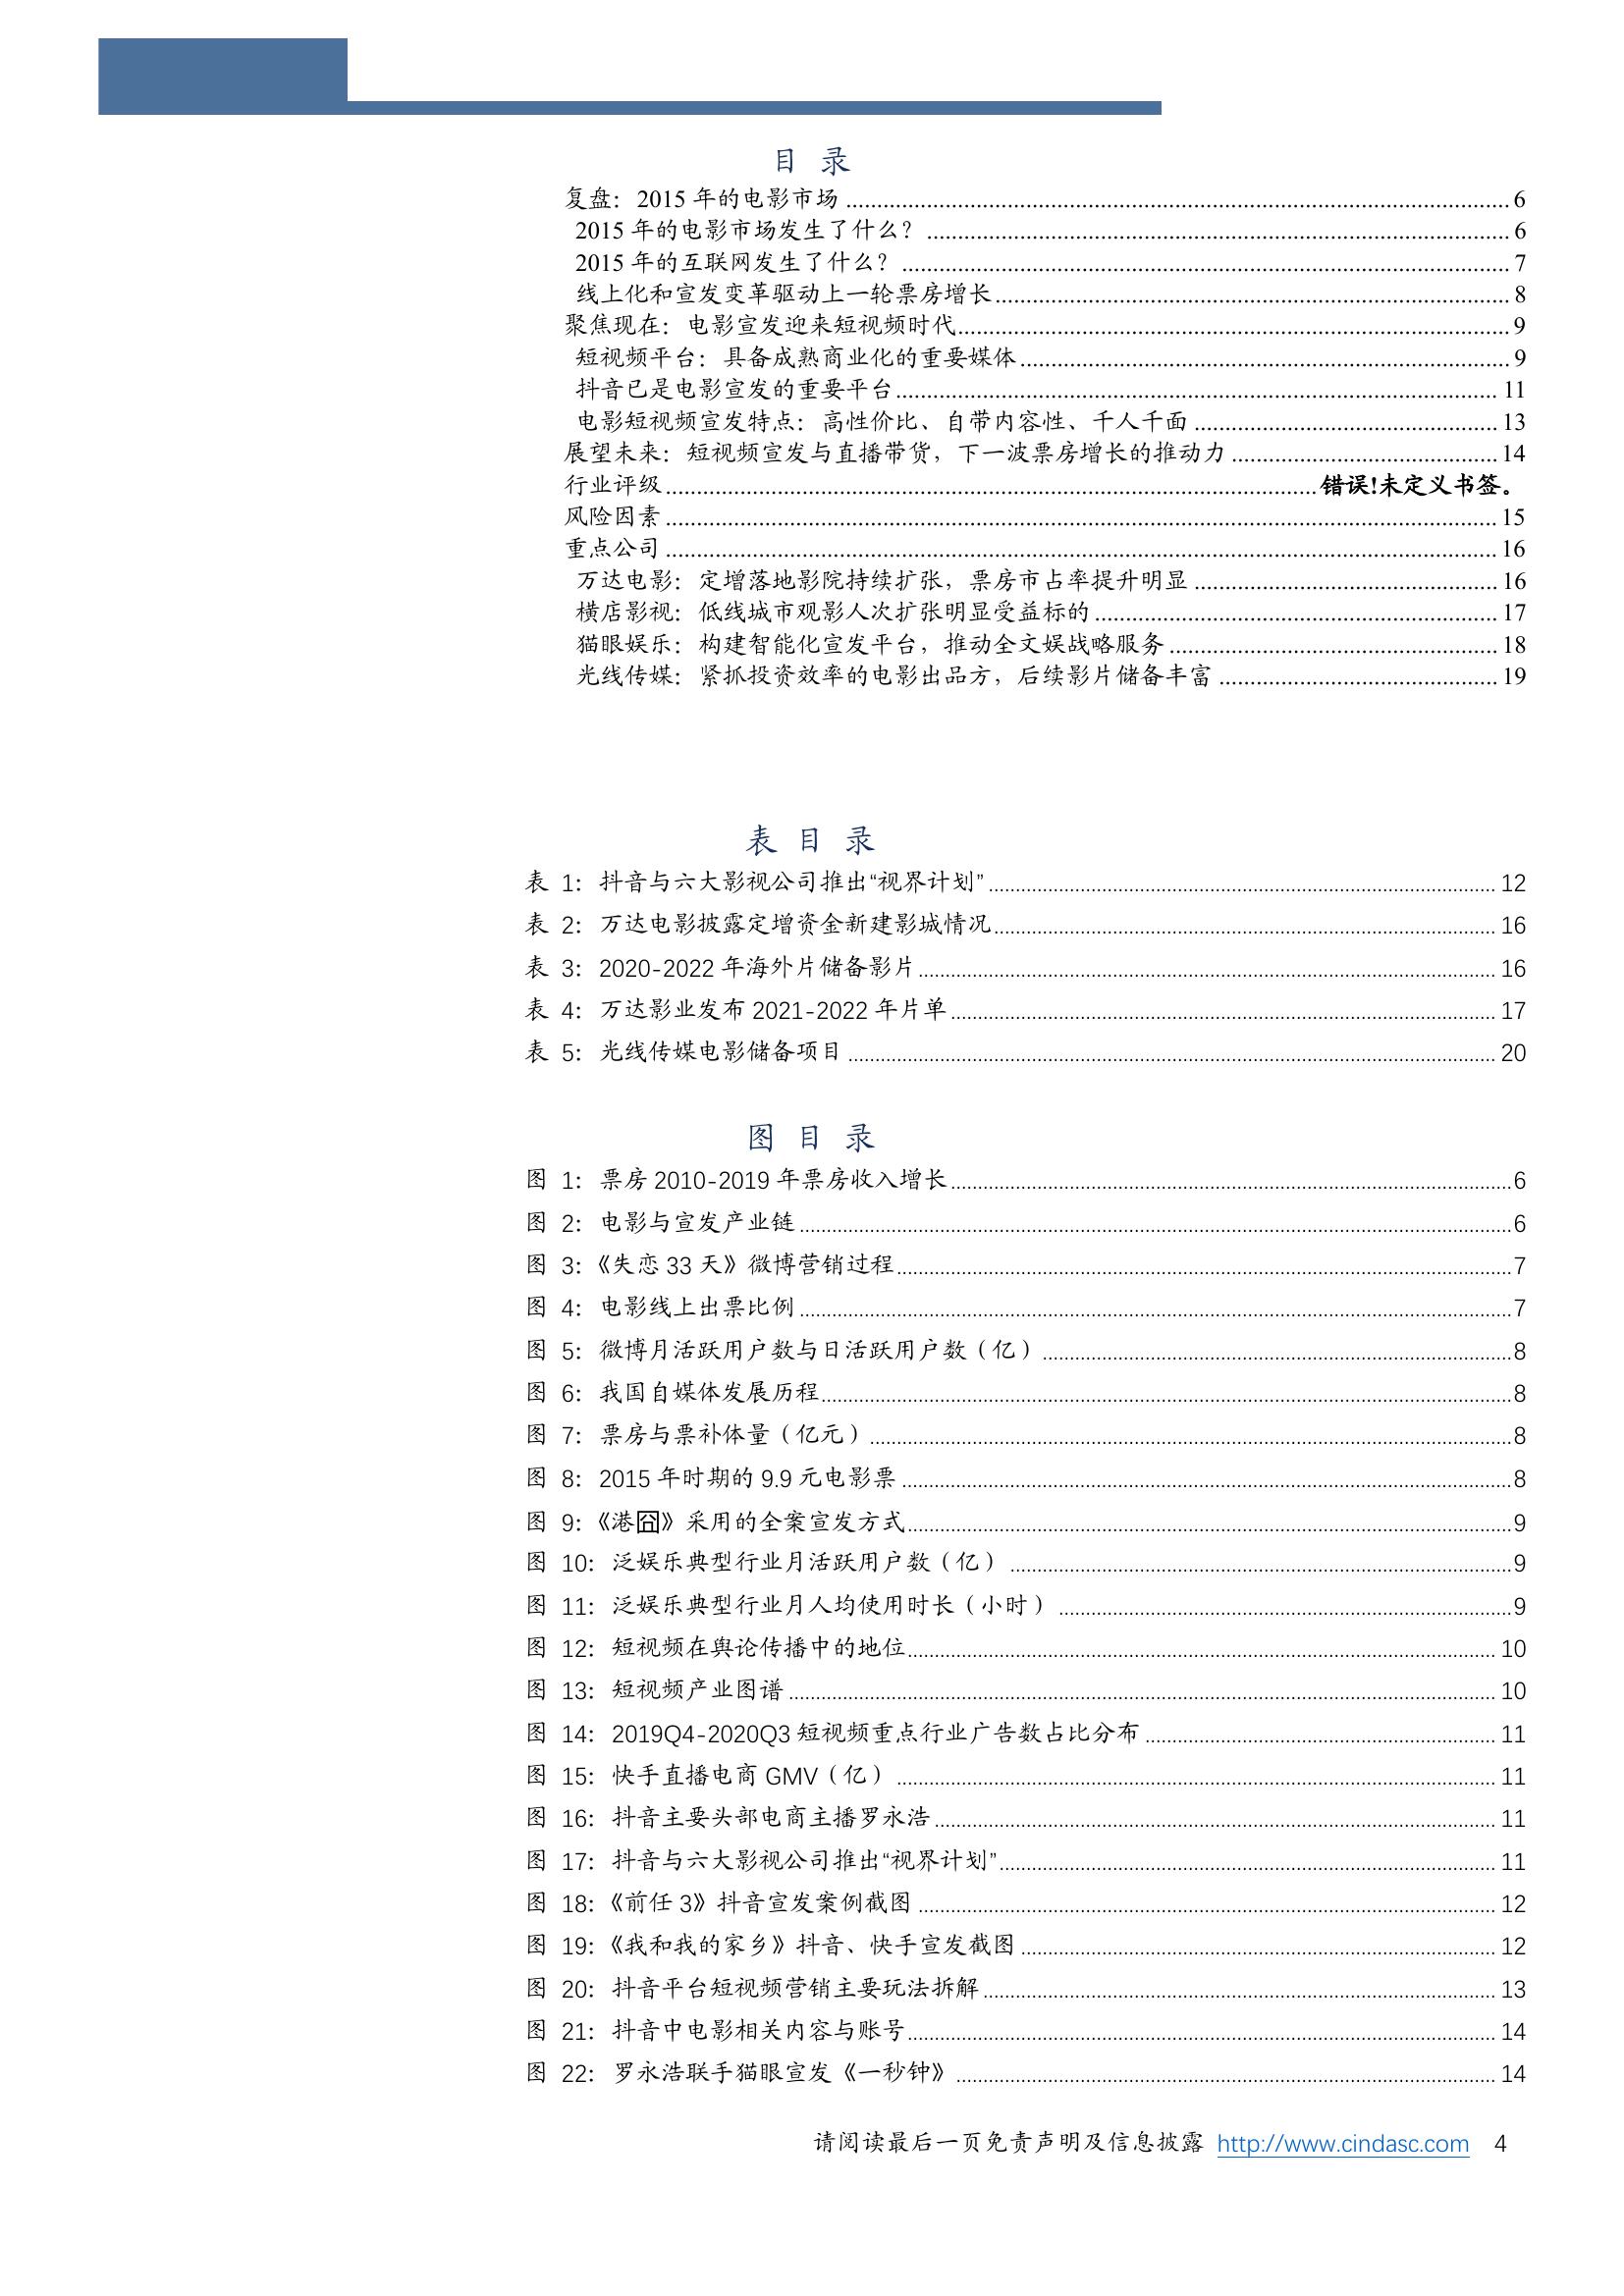 目 录
复盘：2015 年的电影市场 6
2015 年的电影市场发生了什么？ 6
2015 年的互联网发生了什么？ 7
线上化和宣发变革驱动上一轮票房增长 8
聚焦现在：电影宣发迎来短视频时代 9
短视频平台：具备成熟商业化的重要媒体 9
抖音已是电影宣发的重要平台 11
电影短视频宣发特点：高性价比、自带内容性、千人千面 13
展望未来：短视频宣发与直播带货，下一波票房增长的推动力 14
行业评级 错误!未定义书签。
风险因素 15
重点公司 16
万达电影：定增落地影院持续扩张，票房市占率提升明显 16
横店影视：低线城市观影人次扩张明显受益标的 17
猫眼娱乐：构建智能化宣发平台，推动全文娱战略服务 18
光线传媒：紧抓投资效率的电影出品方，后续影片储备丰富 19
表 目 录
表 1：抖音与六大影视公司推出“视界计划” 12
表 2：万达电影披露定增资金新建影城情况 16
表 3：2020-2022 年海外片储备影片 16
表 4：万达影业发布 2021-2022 年片单 17
表 5：光线传媒电影储备项目 20
图 目 录
图 1：票房 2010-2019 年票房收入增长 6
图 2：电影与宣发产业链 6
图 3：《失恋 33 天》微博营销过程 7
图 4：电影线上出票比例 7
图 5：微博月活跃用户数与日活跃用户数（亿） 8
图 6：我国自媒体发展历程 8
图 7：票房与票补体量（亿元） 8
图 8：2015 年时期的 9.9 元电影票 8
图 9：《港囧》采用的全案宣发方式 9
图 10：泛娱乐典型行业月活跃用户数（亿） 9
图 11：泛娱乐典型行业月人均使用时长（小时） 9
图 12：短视频在舆论传播中的地位 10
图 13：短视频产业图谱 10
图 14：2019Q4-2020Q3 短视频重点行业广告数占比分布 11
图 15：快手直播电商 GMV（亿） 11
图 16：抖音主要头部电商主播罗永浩 11
图 17：抖音与六大影视公司推出“视界计划” 11
图 18：《前任 3》抖音宣发案例截图 12
图 19：《我和我的家乡》抖音、快手宣发截图 12
图 20：抖音平台短视频营销主要玩法拆解 13
图 21：抖音中电影相关内容与账号 14
图 22：罗永浩联手猫眼宣发《一秒钟》 14
请阅读最后一页免责声明及信息披露 http://www.cindasc.com 4